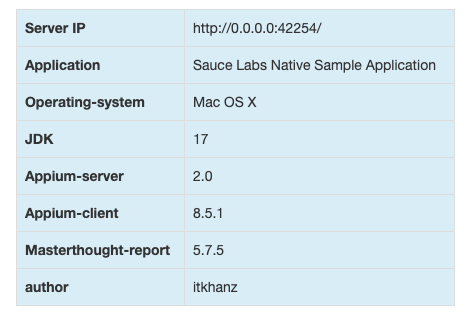 Server IP http://0.0.0.0:42254/
Application Sauce Labs Native Sample Application
Operating-system Mac OS X
JDK 17
Appium-server 2.0
Appium-client 8.5.1
Masterthought-report 5.7.5
author itkhanz